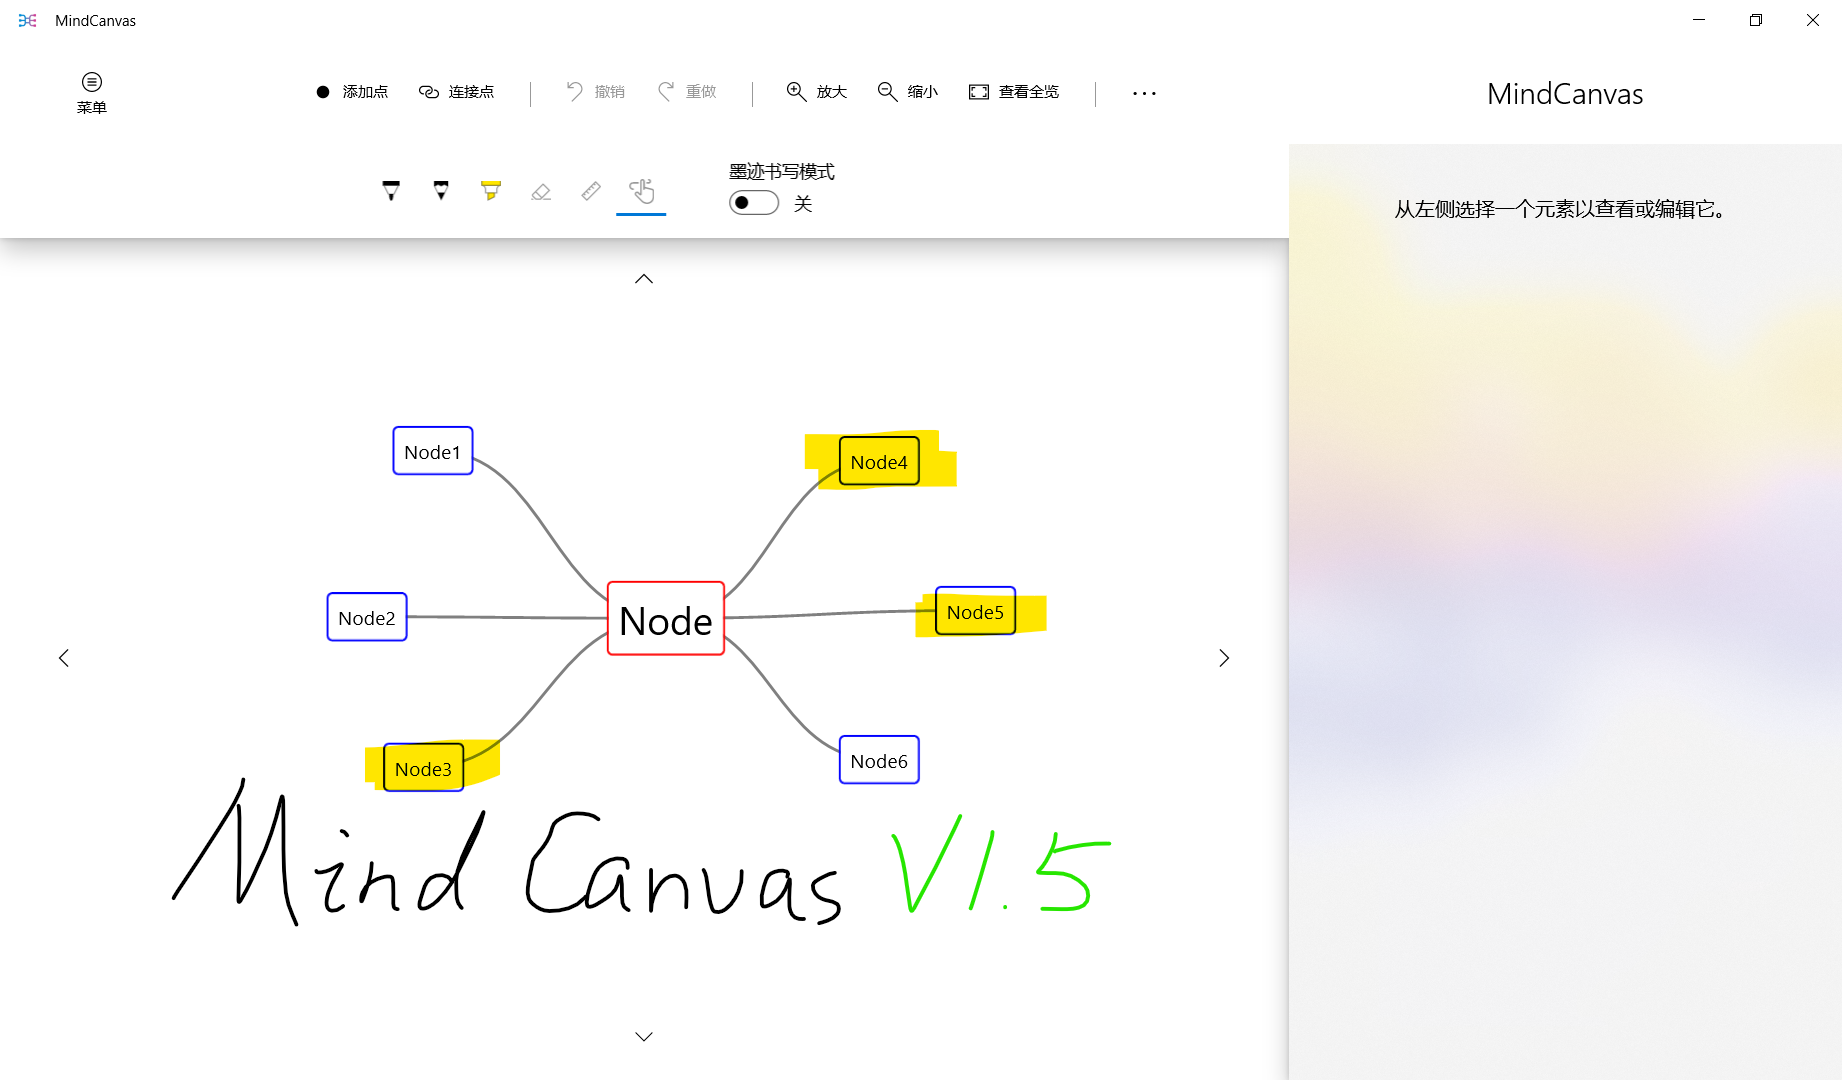 MindCanvas
菜单
添加点 连接点 撤销 重做 放大 缩小 查看全览 ...
MindCanvas
墨迹书写模式
关
从左侧选择一个元素以查看或编辑它。
Node1
Node4
Node2
Node
Node5
Node3
Node6
Mind Canvas V1.5